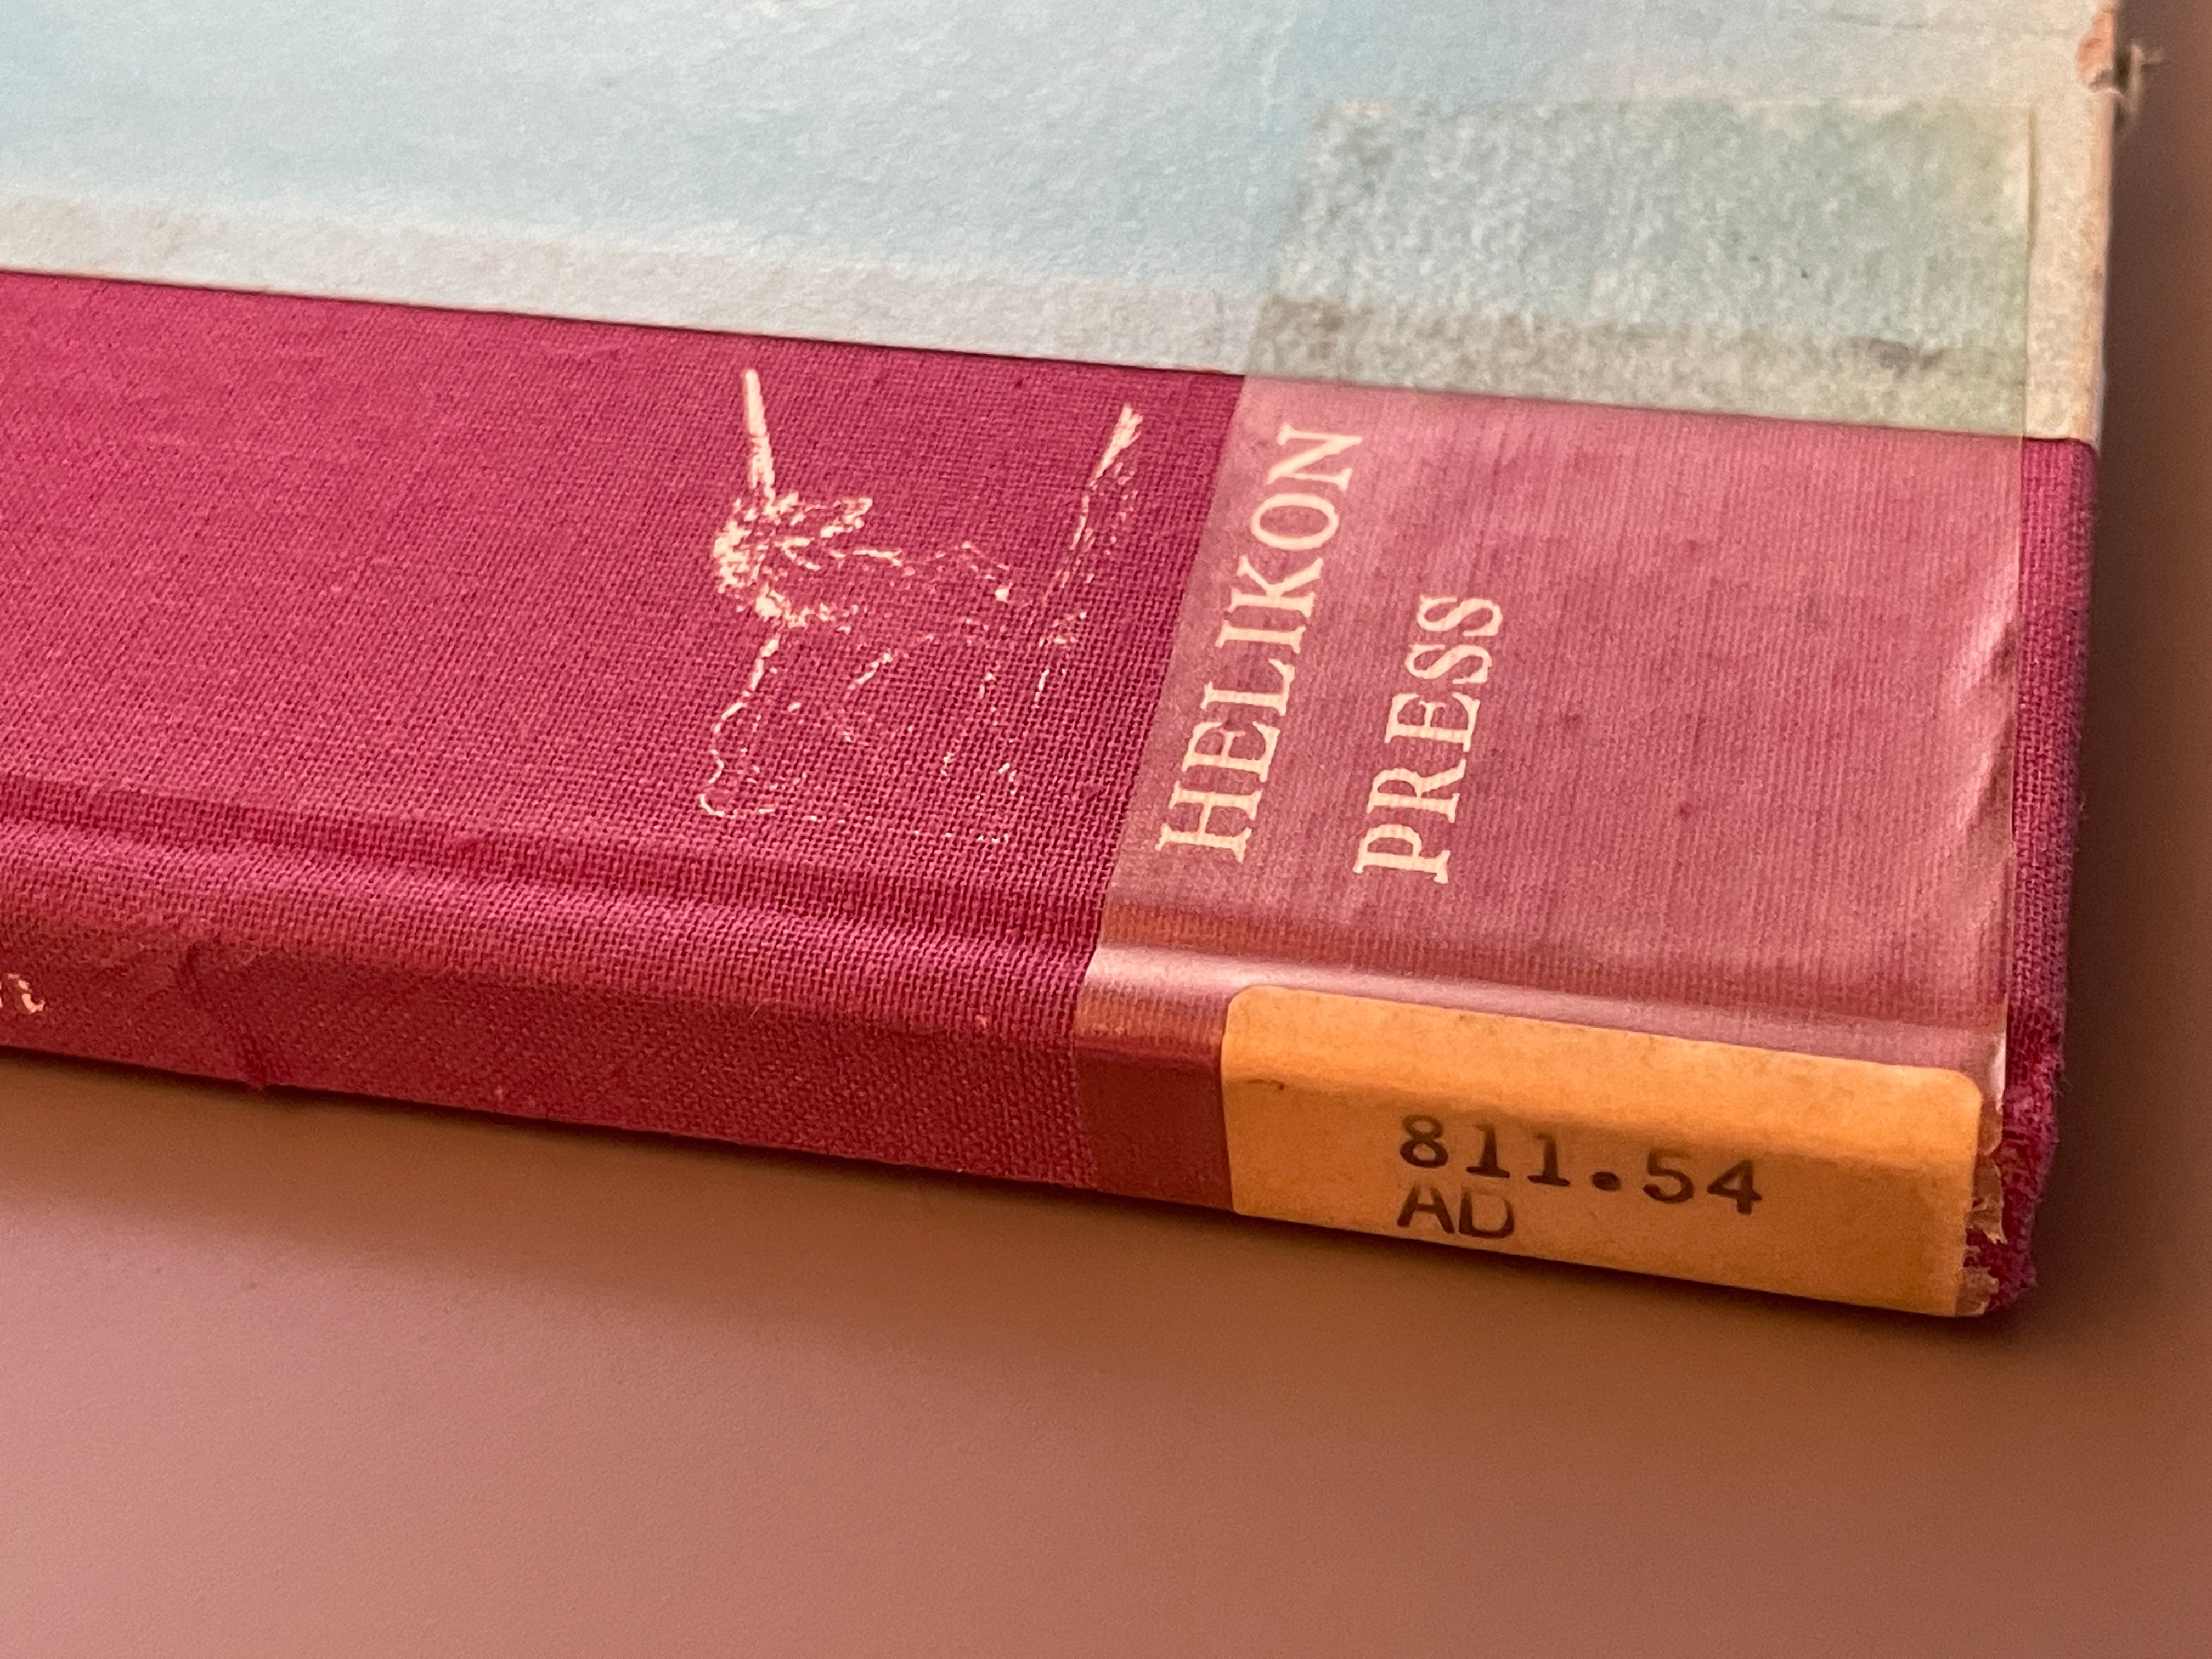 HELIKON
PRESS
811.54
AD